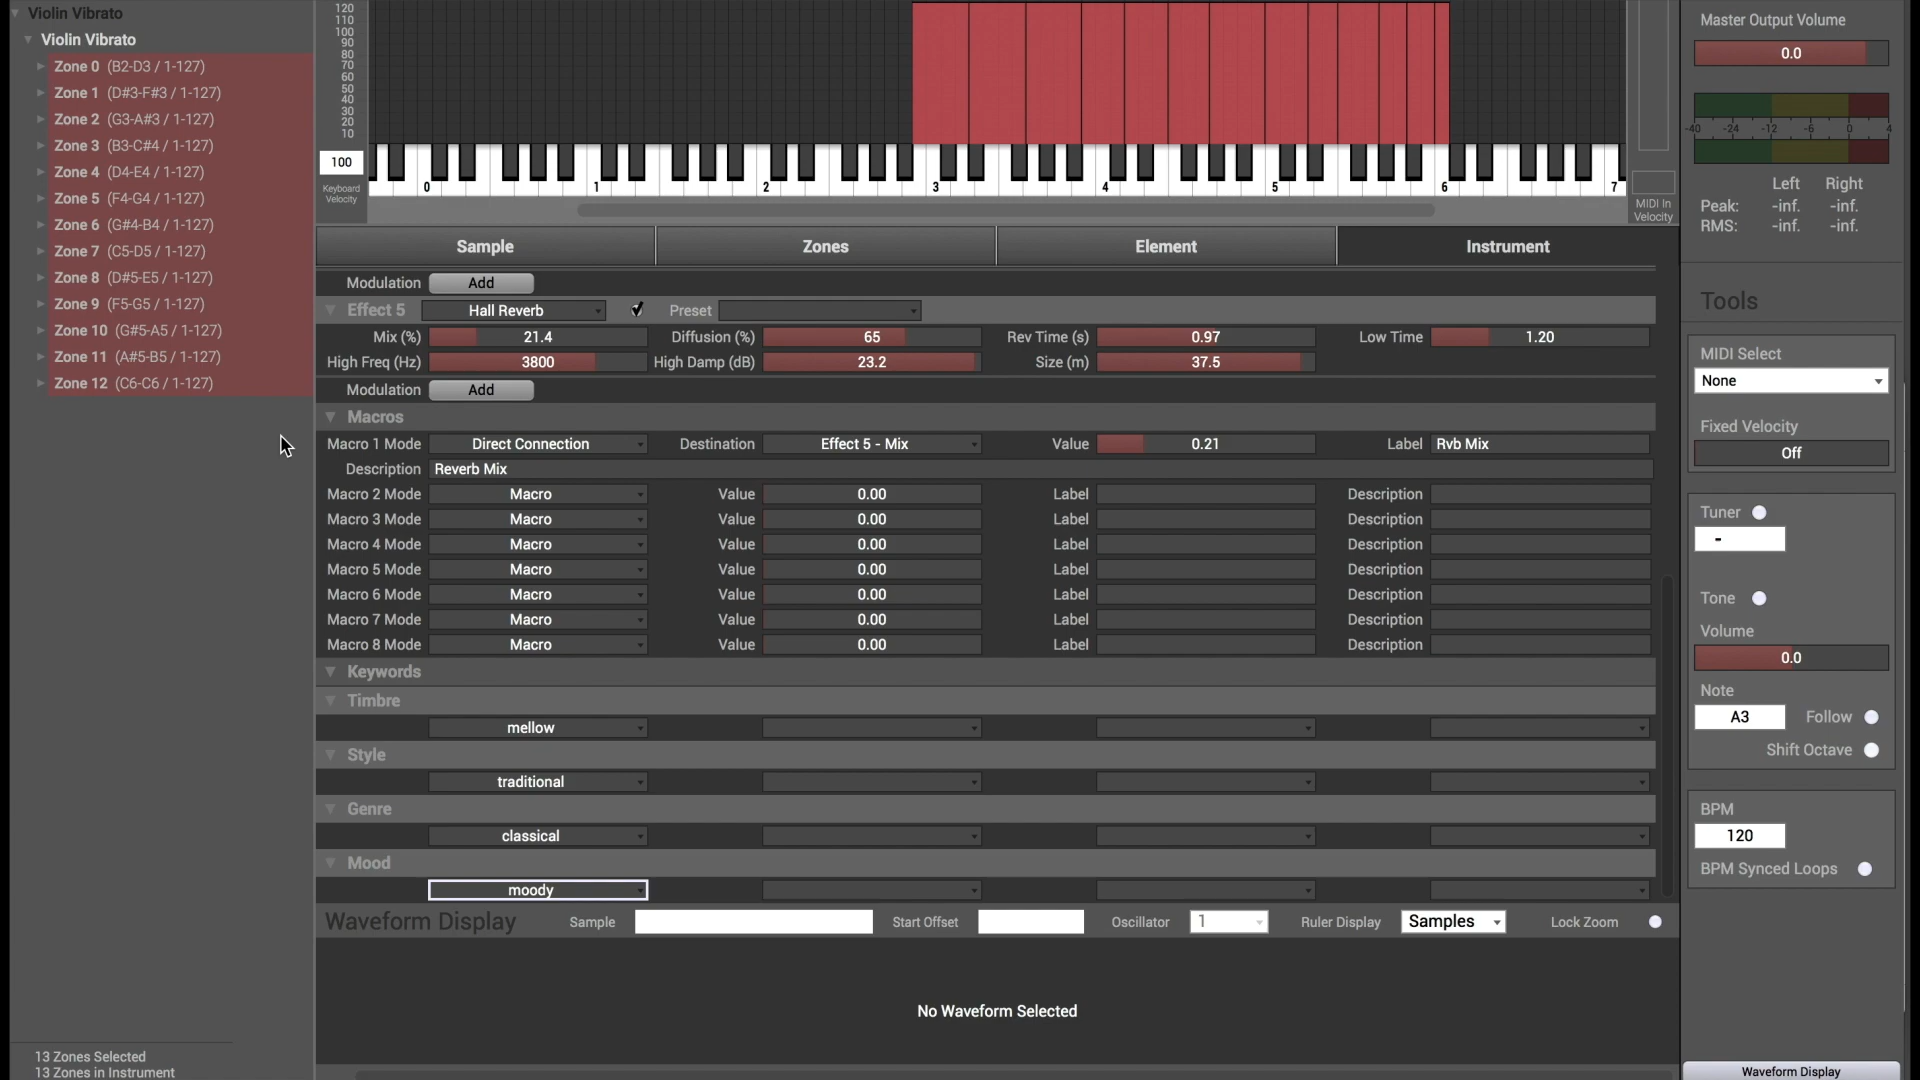 Violin Vibrato
Violin Vibrato
Zone 0 (B2-D3 / 1-127)
Zone 1 (D#3-F#3 / 1-127)
Zone 2 (G3-A#3 / 1-127)
Zone 3 (B3-C#4 / 1-127)
Zone 4 (D4-E4 / 1-127)
Zone 5 (F4-G4 / 1-127)
Zone 6 (G#4-B4 / 1-127)
Zone 7 (C5-D5 / 1-127)
Zone 8 (D#5-E5 / 1-127)
Zone 9 (F5-G5 / 1-127)
Zone 10 (G#5-A5 / 1-127)
Zone 11 (A#5-B5 / 1-127)
Zone 12 (C6-C6 / 1-127)
13 Zones Selected
13 Zones in Instrument
120
110
100
90
80
70
60
50
40
30
20
10
100
Keyboard
Velocity
0 1 2 3 4 5 6 7
MIDI In
Velocity
Sample Zones Element Instrument
Modulation Add
Effect 5 Hall Reverb Preset
Mix (%) 21.4 Diffusion (%) 65 Rev Time (s) 0.97 Low Time 1.20
High Freq (Hz) 3800 High Damp (dB) 23.2 Size (m) 37.5
Modulation Add
Macros
Macro 1 Mode Direct Connection Destination Effect 5 - Mix Value 0.21 Label Rvb Mix
Description Reverb Mix
Macro 2 Mode Macro Value 0.00 Label Description
Macro 3 Mode Macro Value 0.00 Label Description
Macro 4 Mode Macro Value 0.00 Label Description
Macro 5 Mode Macro Value 0.00 Label Description
Macro 6 Mode Macro Value 0.00 Label Description
Macro 7 Mode Macro Value 0.00 Label Description
Macro 8 Mode Macro Value 0.00 Label Description
Keywords
Timbre
mellow
Style
traditional
Genre
classical
Mood
moody
Waveform Display Sample Start Offset Oscillator 1 Ruler Display Samples Lock Zoom
No Waveform Selected
Master Output Volume
0.0
-40 -24 -12 -6 0 4
Left Right
Peak: -inf. -inf.
RMS: -inf. -inf.
Tools
MIDI Select
None
Fixed Velocity
Off
Tuner
-
Tone
Volume
0.0
Note
A3 Follow
Shift Octave
BPM
120
BPM Synced Loops
Waveform Display